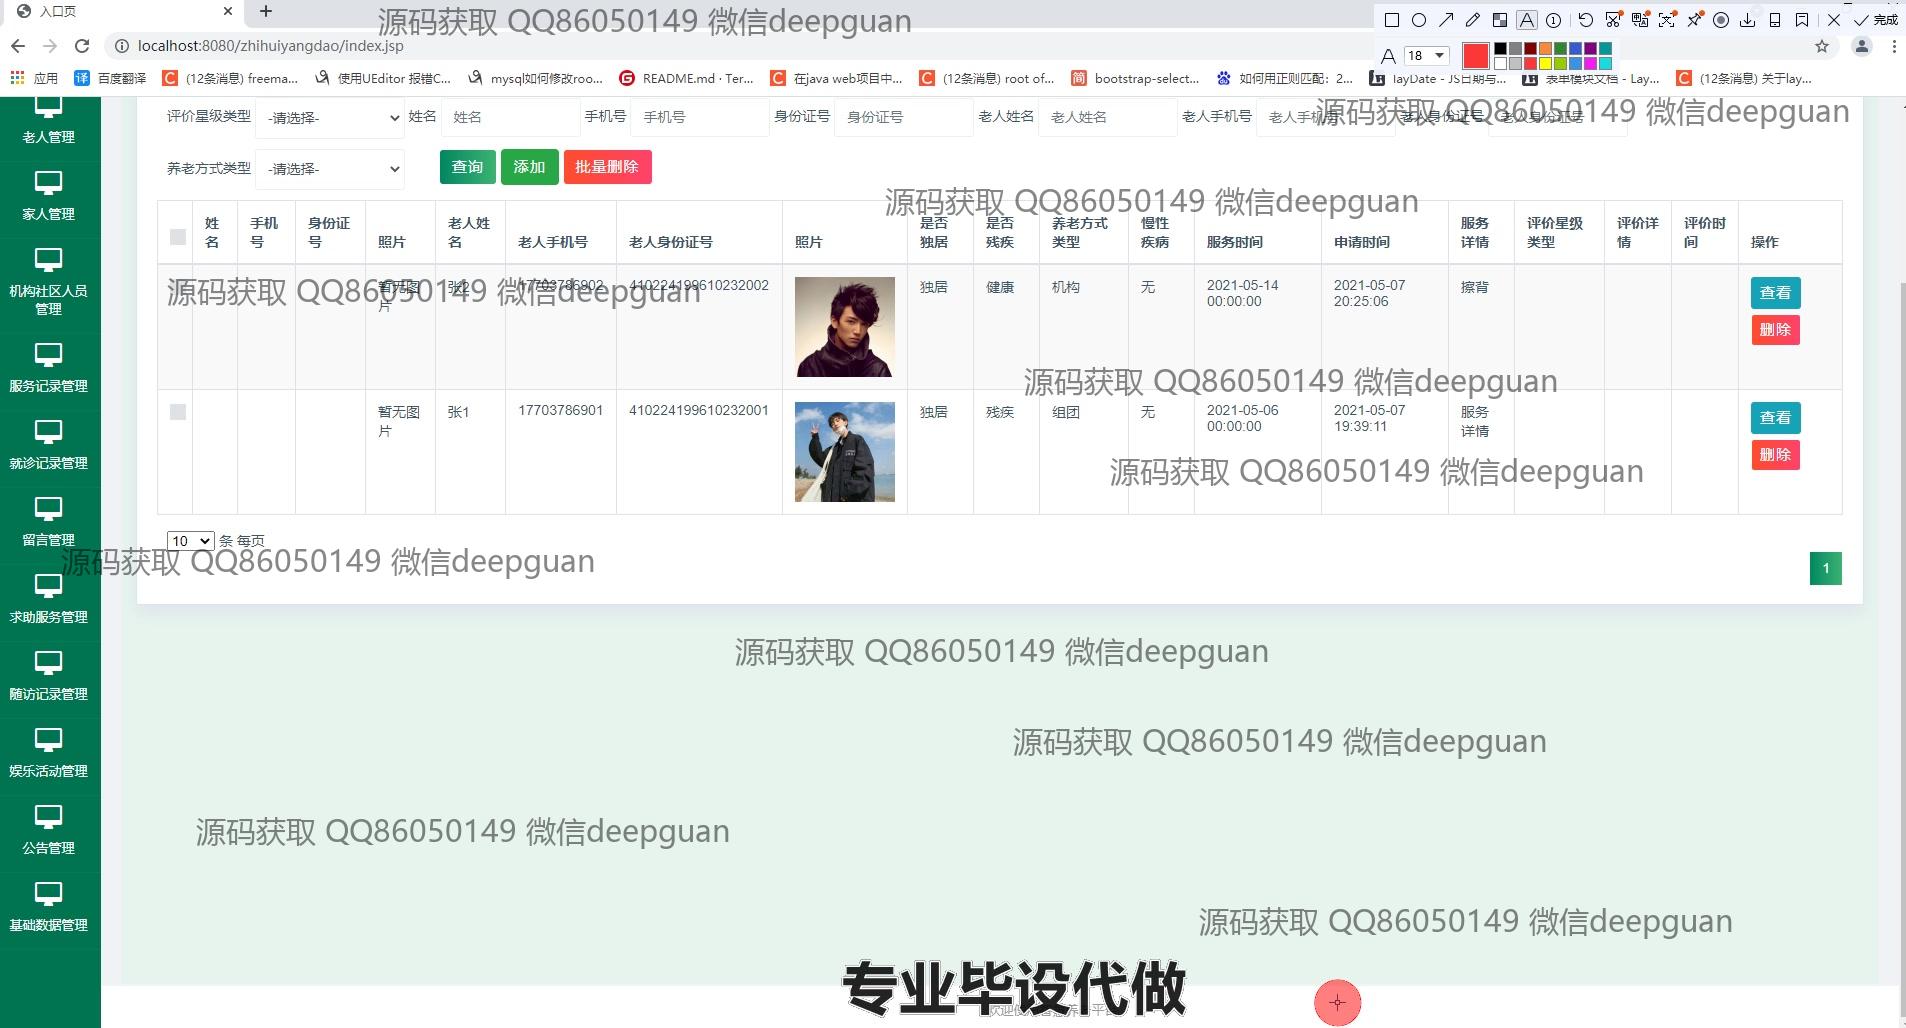 入口页
源码获取 QQ86050149 微信deepguan
完成
localhost:8080/zhihuiyangdao/index.jsp
18
应用 百度翻译 (12条消息) freema... 使用UEditor 报错C... mysql如何修改roo... README.md · Ter... 在java web项目中... (12条消息) root of... bootstrap-select... 如何用正则匹配：2... layDate - JS日期与... 表单模块文档 - Lay... (12条消息) 关于lay...
老人管理
家人管理
机构社区人员
管理
服务记录管理
就诊记录管理
留言管理
求助服务管理
随访记录管理
娱乐活动管理
公告管理
基础数据管理
评价星级类型 -请选择- 姓名 姓名 手机号 手机号 身份证号 身份证号 老人姓名 老人姓名 老人手机号 老人手机号 老人身份证号 老人身份证号
源码获取 QQ86050149 微信deepguan
养老方式类型 -请选择- 查询 添加 批量删除
源码获取 QQ86050149 微信deepguan
姓名 手机号 身份证号 照片 老人姓名 老人手机号 老人身份证号 照片 是否独居 是否残疾 养老方式类型 慢性疾病 服务时间 申请时间 服务详情 评价星级类型 评价详情 评价时间 操作
暂无图片 张2 17703786902 410224199610232002 独居 健康 机构 无 2021-05-14 00:00:00 2021-05-07 20:25:06 擦背 查看 删除
源码获取 QQ86050149 微信deepguan
源码获取 QQ86050149 微信deepguan
暂无图片 张1 17703786901 410224199610232001 独居 残疾 组团 无 2021-05-06 00:00:00 2021-05-07 19:39:11 服务详情 查看 删除
源码获取 QQ86050149 微信deepguan
10 条 每页
源码获取 QQ86050149 微信deepguan
1
源码获取 QQ86050149 微信deepguan
源码获取 QQ86050149 微信deepguan
源码获取 QQ86050149 微信deepguan
源码获取 QQ86050149 微信deepguan
专业毕设代做